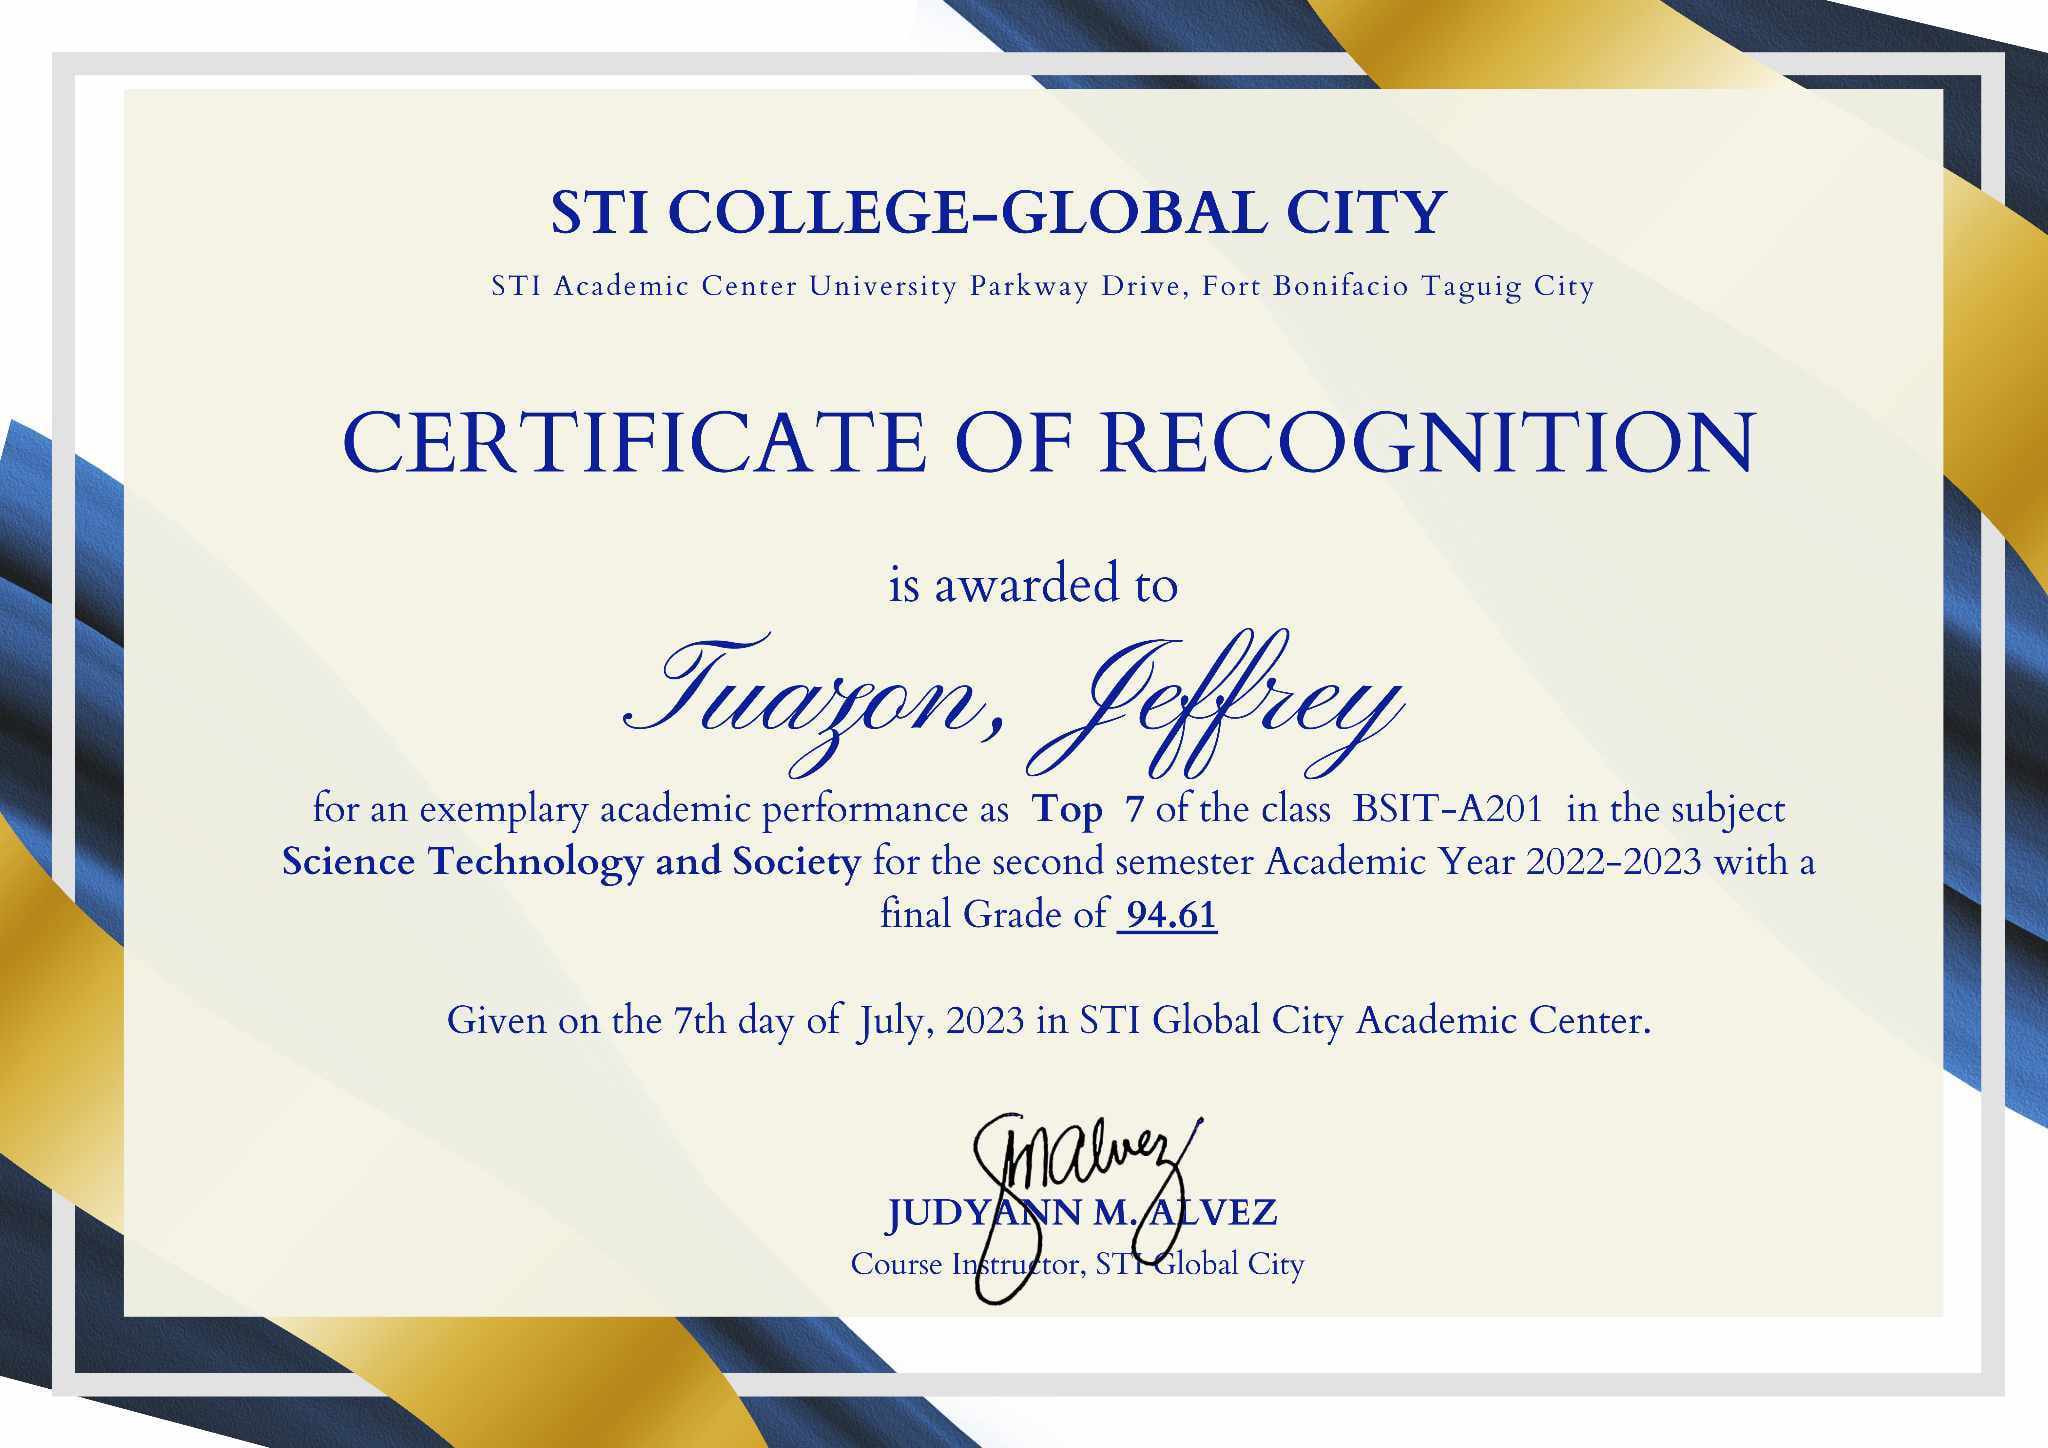 STI COLLEGE-GLOBAL CITY
STI Academic Center University Parkway Drive, Fort Bonifacio Taguig City
CERTIFICATE OF RECOGNITION
is awarded to
Tuazon, Jeffrey
for an exemplary academic performance as Top 7 of the class BSIT-A201 in the subject
Science Technology and Society for the second semester Academic Year 2022-2023 with a
final Grade of 94.61
Given on the 7th day of July, 2023 in STI Global City Academic Center.
JMAlvez
JUDYANN M. ALVEZ
Course Instructor, STI Global City